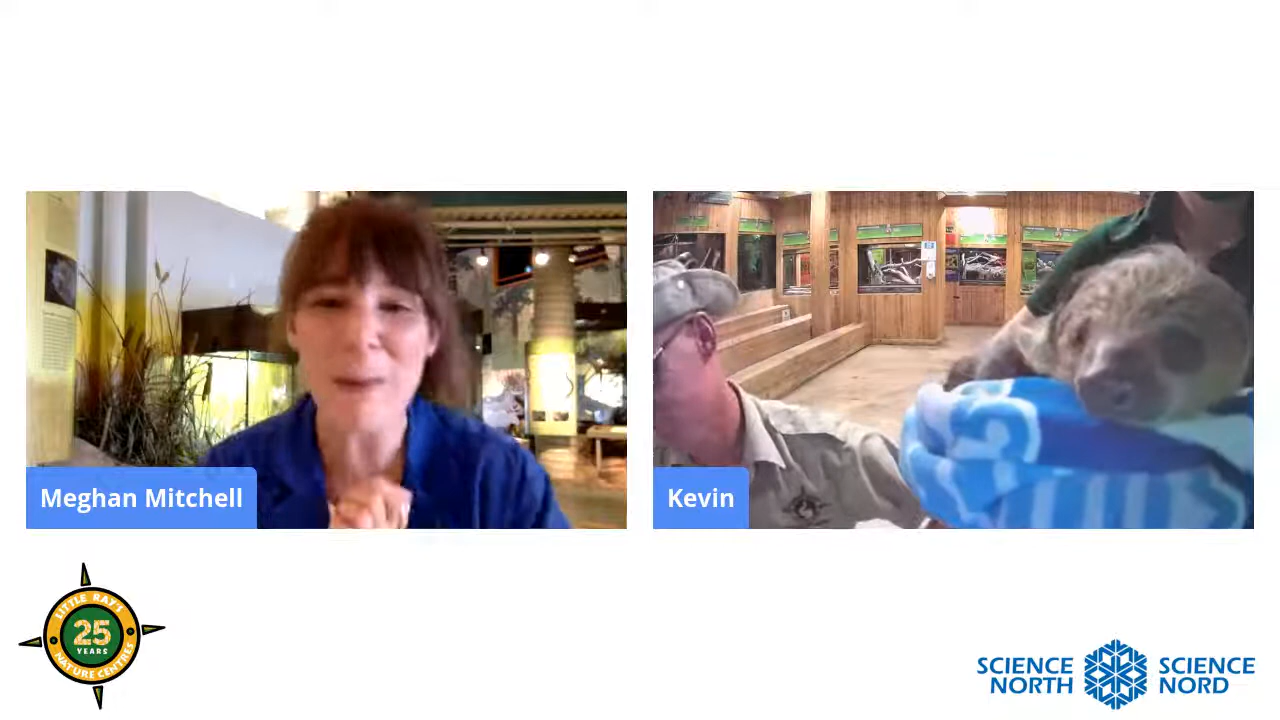 Meghan Mitchell
Kevin
LITTLE RAY'S
25
YEARS
NATURE CENTRES
SCIENCE NORTH
SCIENCE NORD